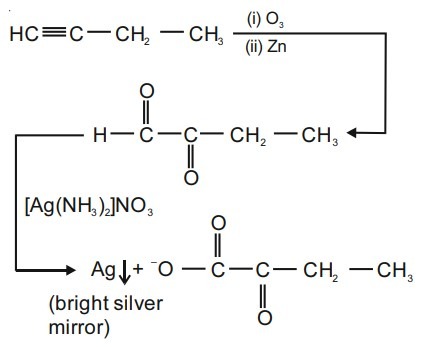 HC≡C—CH₂—CH₃
(i) O₃
(ii) Zn
O
H—C—C—CH₂—CH₃
O
[Ag(NH₃)₂]NO₃
O
Ag↓+ ⁻O—C—C—CH₂—CH₃
(bright silver
mirror)
O